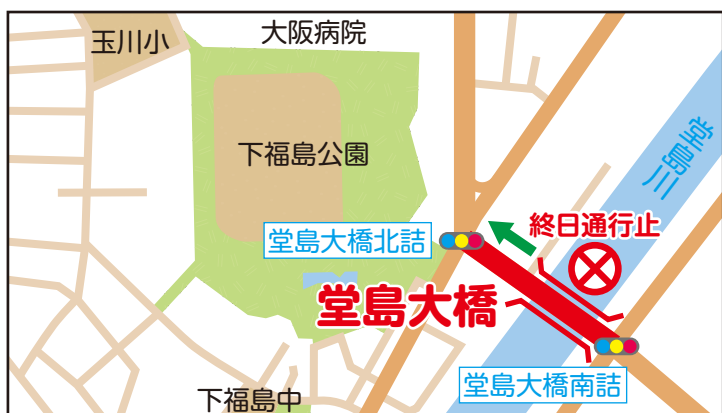 玉川小
大阪病院
下福島公園
堂島川
終日通行止
堂島大橋北詰
堂島大橋
堂島大橋南詰
下福島中